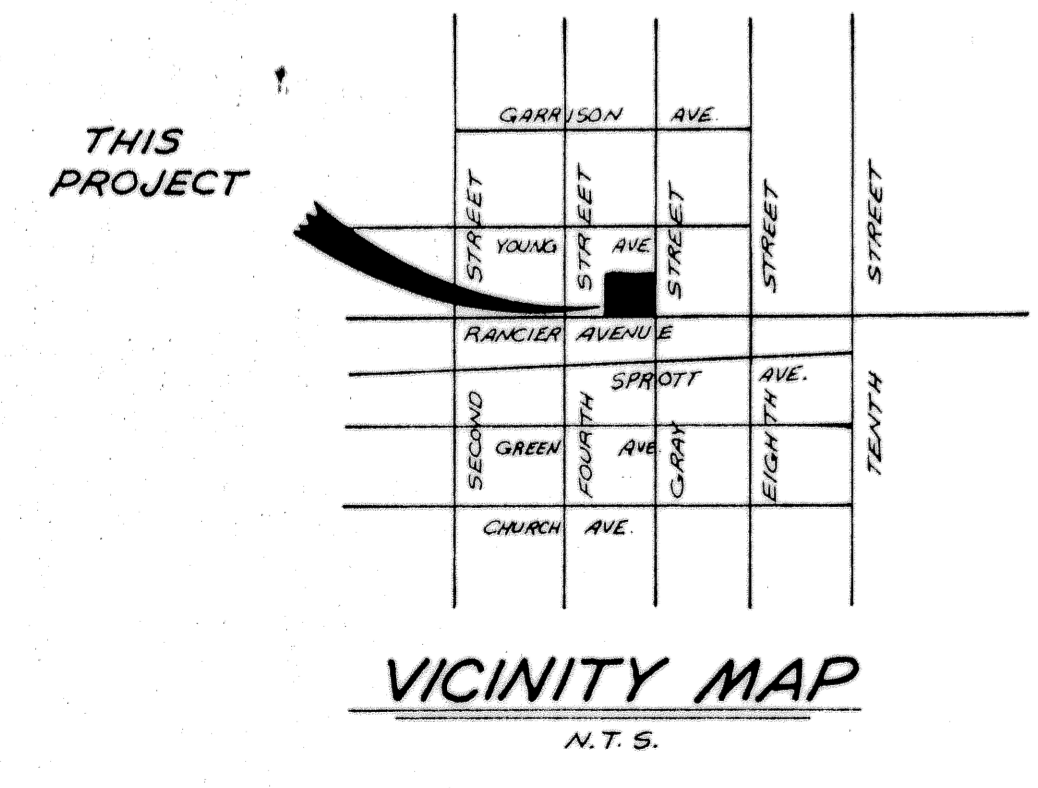 GARRISON AVE.
THIS
PROJECT
YOUNG AVE
RANCIER AVENUE
SPROTT AVE.
GREEN AVE.
CHURCH AVE.
SECOND STREET
FOURTH STREET
GRAY STREET
EIGHTH STREET
TENTH STREET
VICINITY MAP
N.T.S.